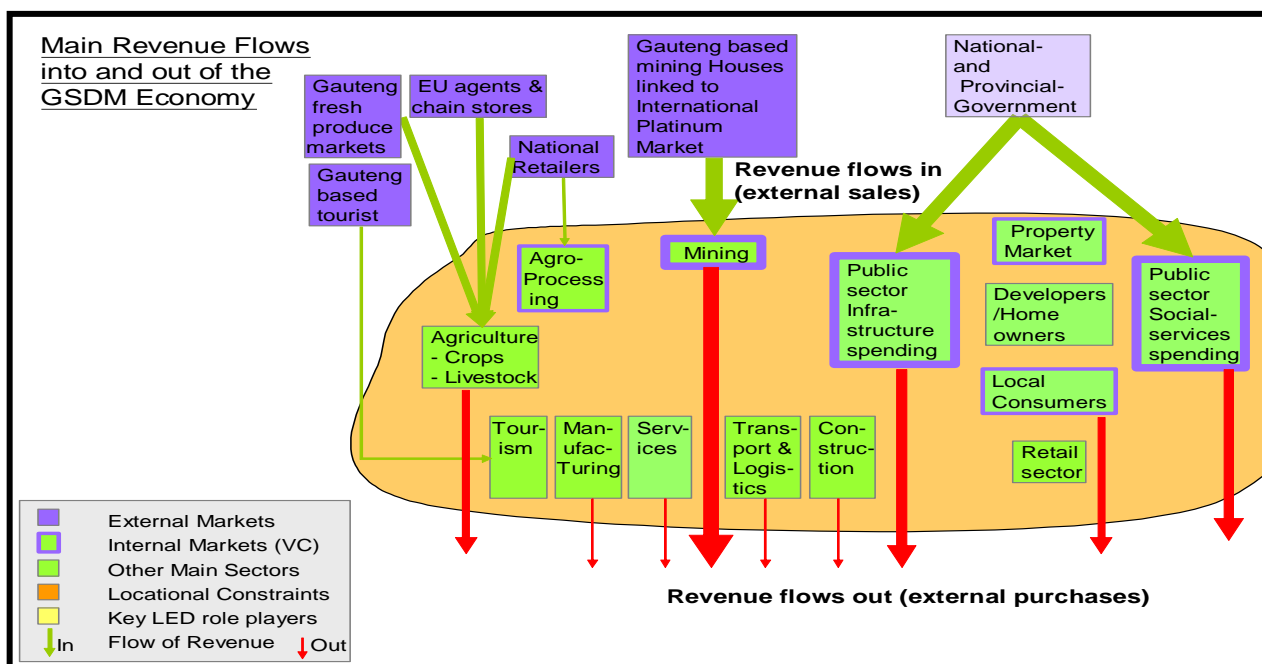 Main Revenue Flows
into and out of the
GSDM Economy
Gauteng
fresh
produce
markets
EU agents &
chain stores
National
Retailers
Gauteng
based
tourist
Gauteng based
mining Houses
linked to
International
Platinum
Market
National-
and
Provincial-
Government
Revenue flows in
(external sales)
Agro-
Process
ing
Mining
Public
sector
Infra-
structure
spending
Property
Market
Developers
/Home
owners
Public
sector
Social-
services
spending
Agriculture
- Crops
- Livestock
Local
Consumers
Tour-
ism
Man-
ufac-
Turing
Serv-
ices
Trans-
port &
Logis-
tics
Con-
struc-
tion
Retail
sector
External Markets
Internal Markets (VC)
Other Main Sectors
Locational Constraints
Key LED role players
In Flow of Revenue Out
Revenue flows out (external purchases)